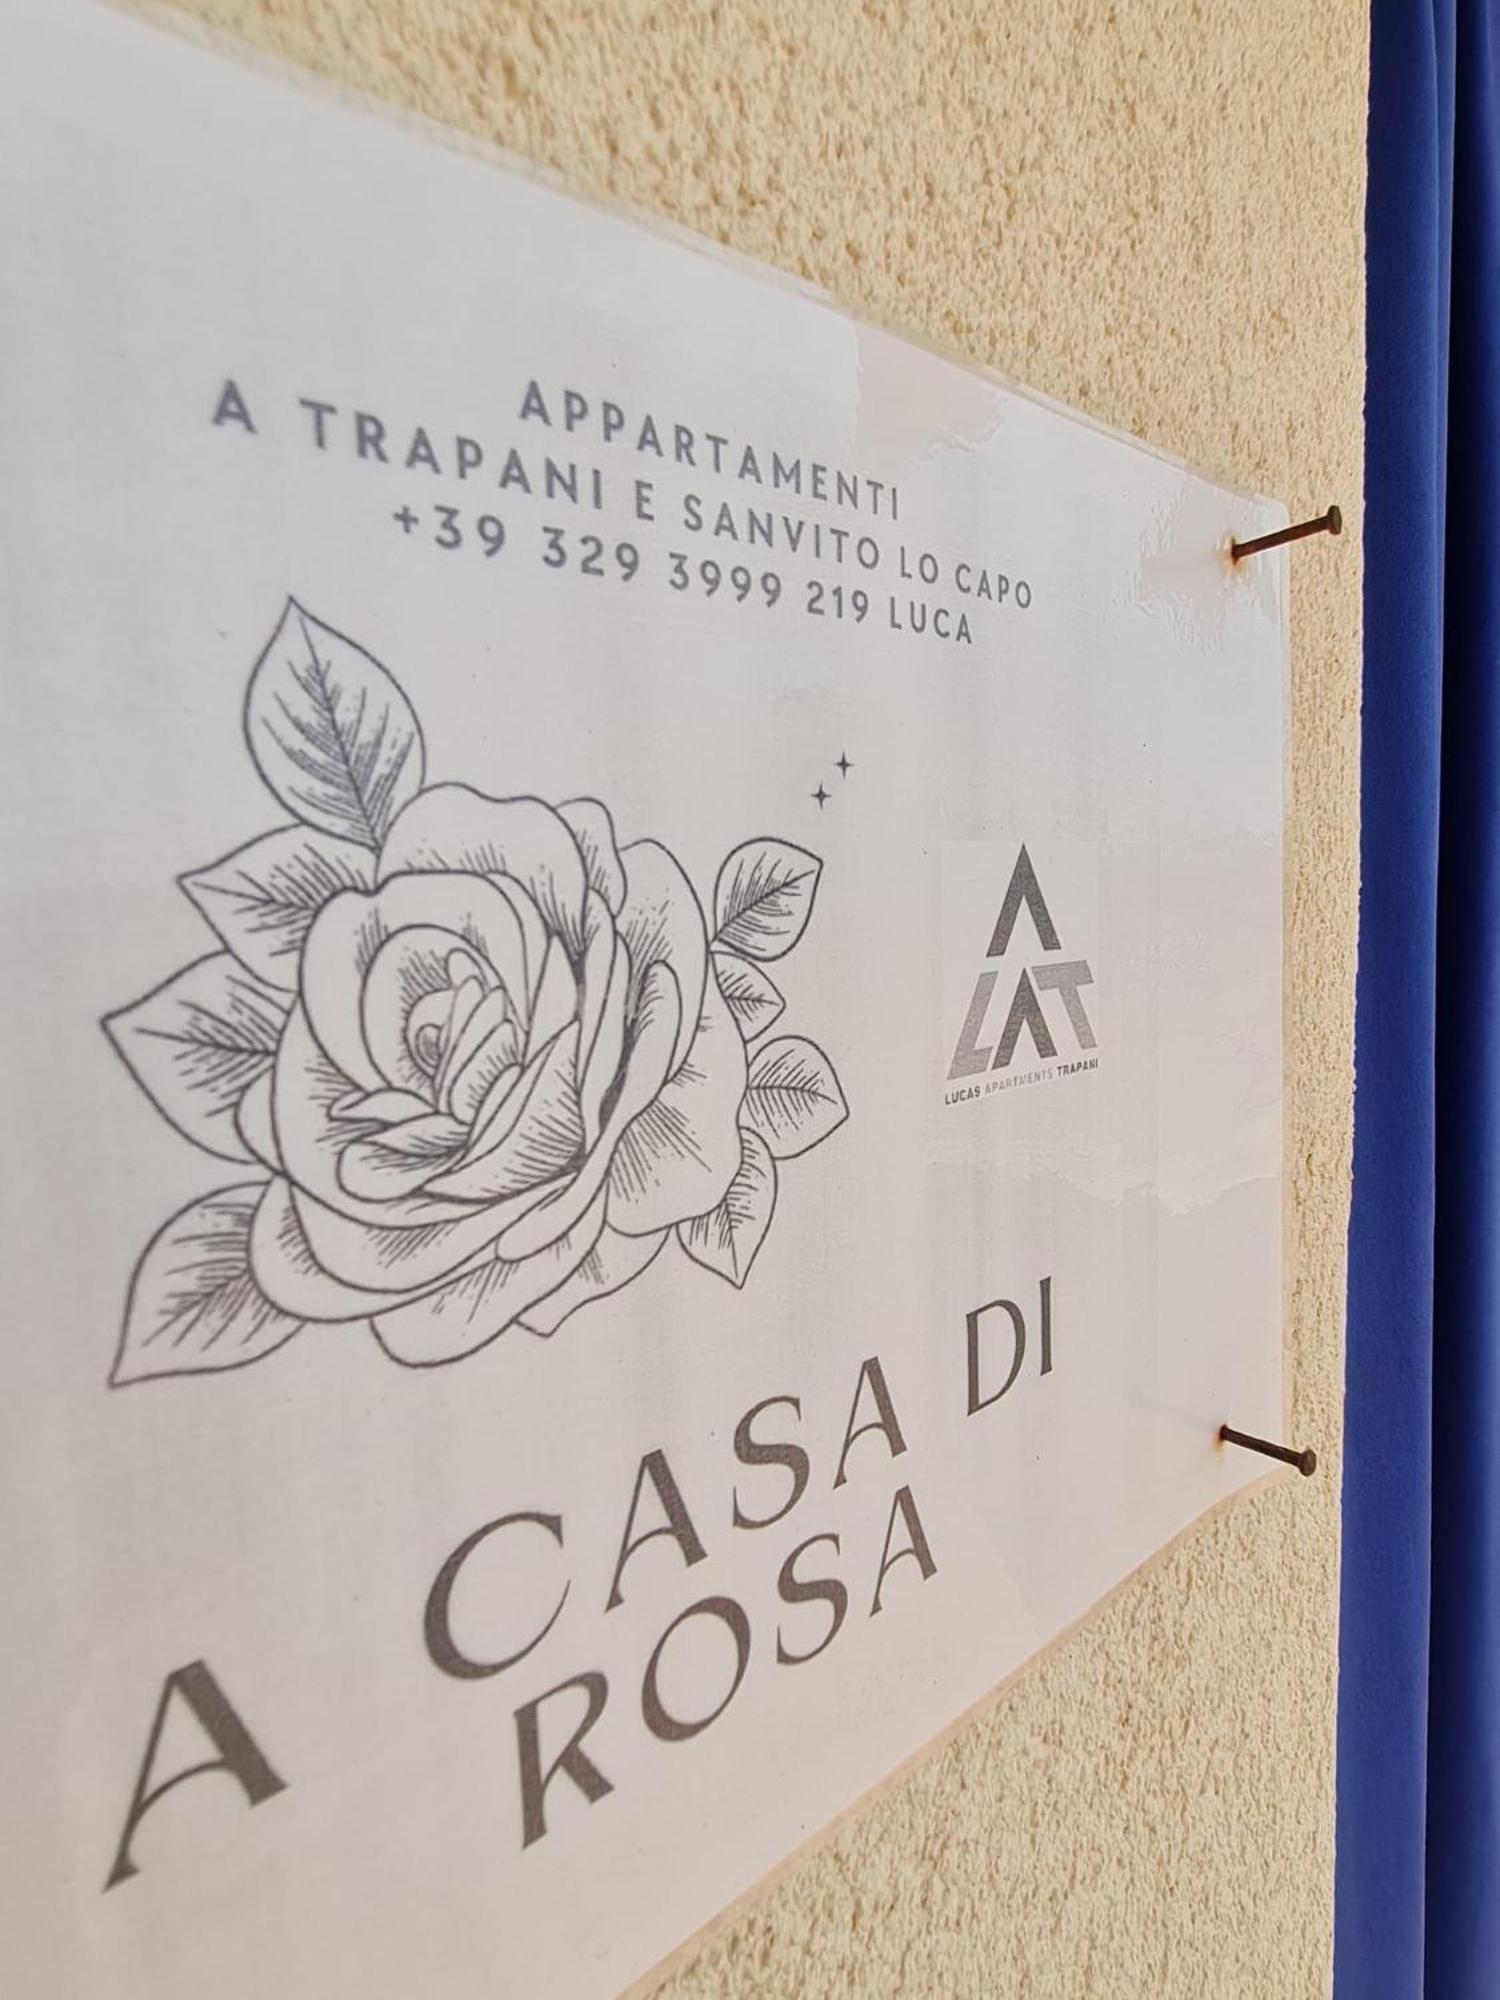 APPARTAMENTI
A TRAPANI E SANVITO LO CAPO
+39 329 3999 219 LUCA
LAT
LUCAS APARTMENTS TRAPANI
A CASA DI
ROSA